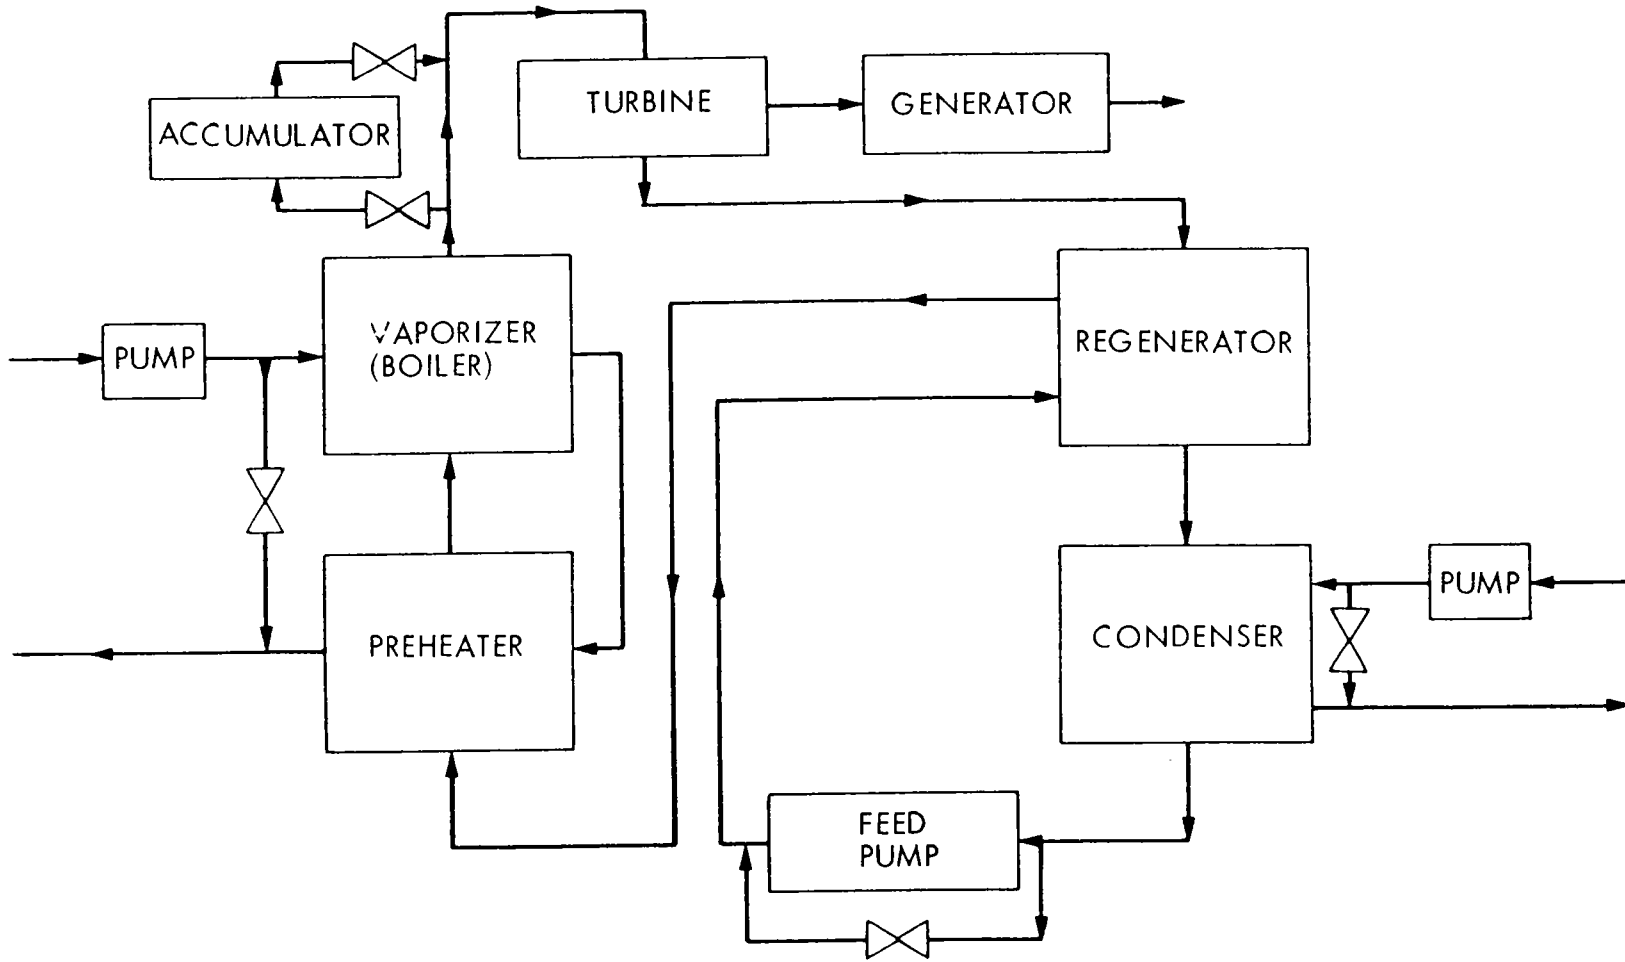 TURBINE
GENERATOR
ACCUMULATOR
VAPORIZER
(BOILER)
PUMP
REGENERATOR
PREHEATER
CONDENSER
PUMP
FEED
PUMP